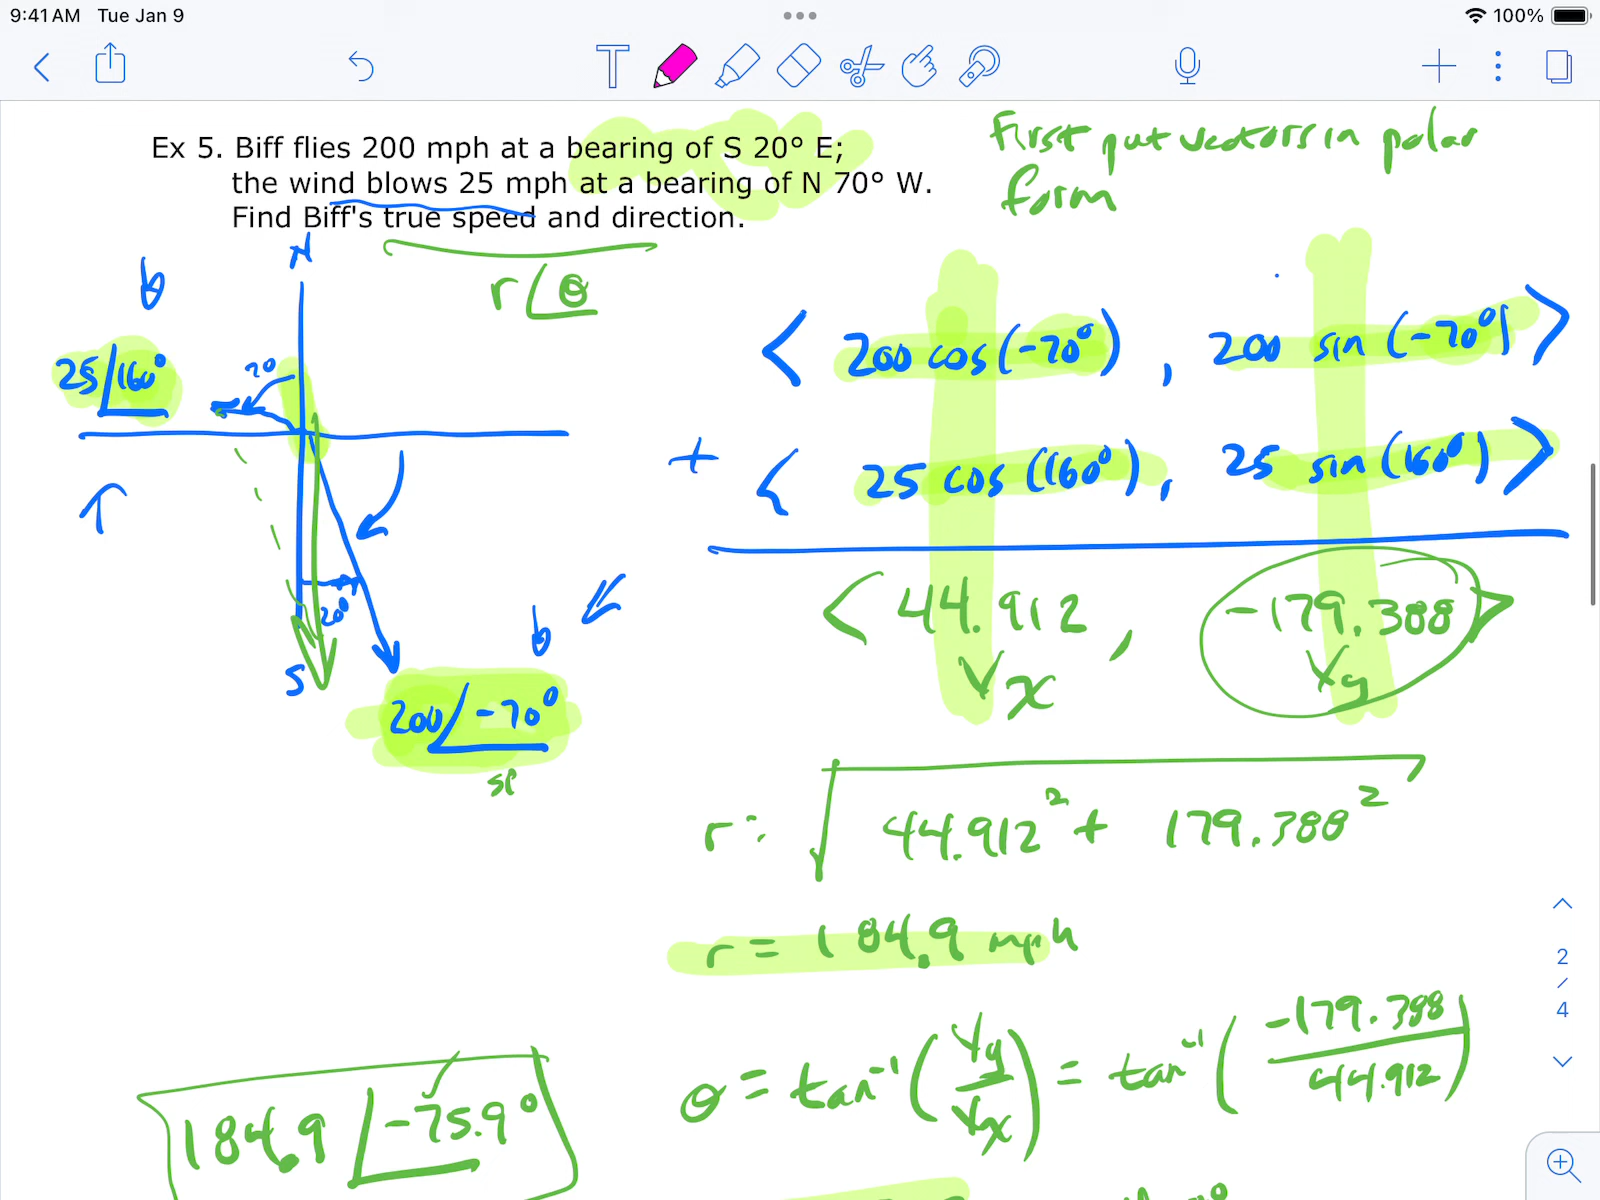 9:41 AM Tue Jan 9
100%
Ex 5. Biff flies 200 mph at a bearing of S 20° E;
the wind blows 25 mph at a bearing of N 70° W.
Find Biff's true speed and direction.
First put vectors in polar
form
N
r∠θ
25∠160°
70
< 200 cos(-70°) , 200 sin(-70°) >
+ < 25 cos(160°) , 25 sin(160°) >
20°
S
200∠-70°
< 44.912 , -179.388 >
Vx Vy
r = √44.912² + 179.388²
r = 184.9 mph
2
/
4
θ = tan⁻¹(Vy/Vx) = tan⁻¹(-179.388/44.912)
184.9∠-75.9°